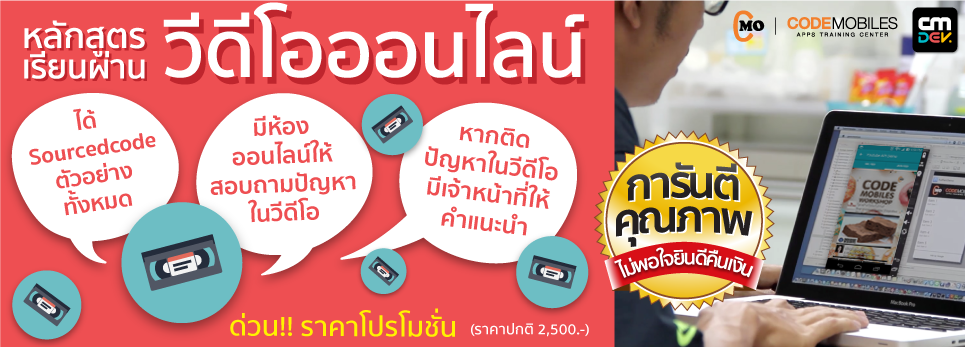 หลักสูตร
เรียนผ่าน
วีดีโอออนไลน์
CMO
CODEMOBILES
APPS TRAINING CENTER
CM
DEV.
ได้
Sourcedcode
ตัวอย่าง
ทั้งหมด
มีห้อง
ออนไลน์ให้
สอบถามปัญหา
ในวีดีโอ
หากติด
ปัญหาในวีดีโอ
มีเจ้าหน้าที่ให้
คำแนะนำ
การันตี
คุณภาพ
ไม่พอใจยินดีคืนเงิน
CODE
MOBILES
WORKSHOP
MacBook Pro
ด่วน!! ราคาโปรโมชั่น (ราคาปกติ 2,500.-)